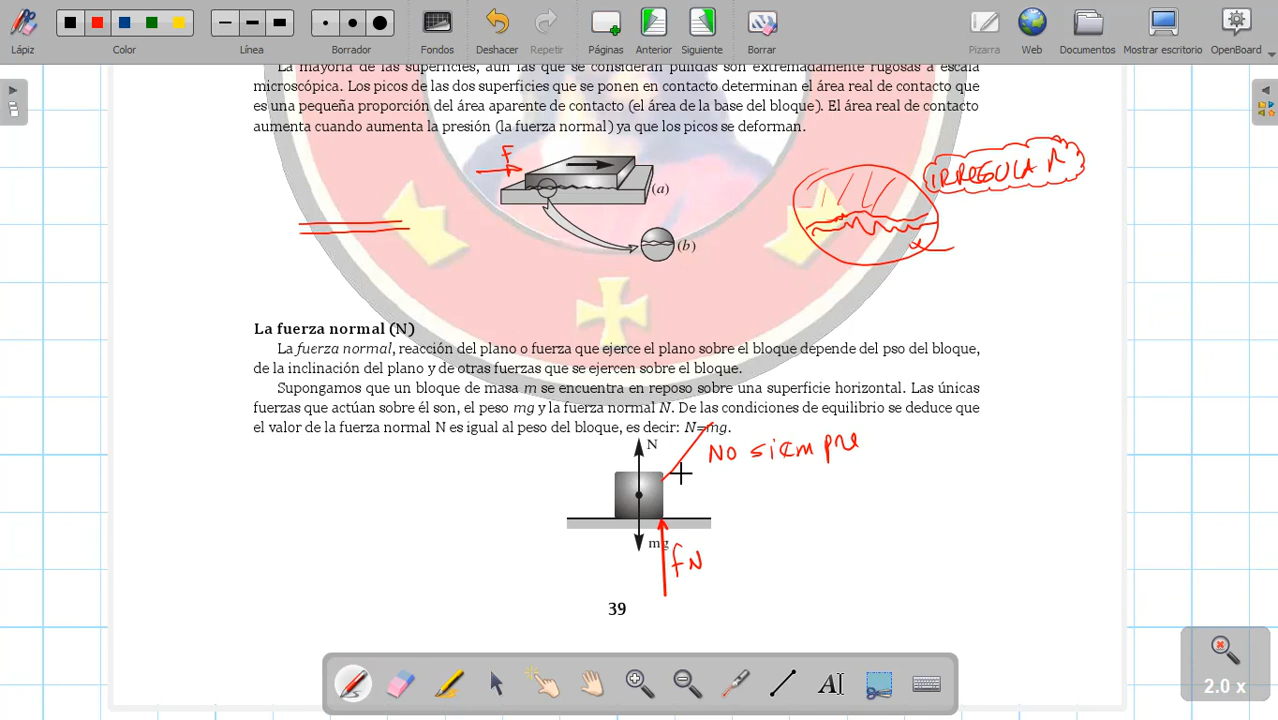 Lápiz
Color
Línea
Borrador
Fondos
Deshacer
Repetir
Páginas
Anterior
Siguiente
Borrar
Pizarra
Web
Documentos
Mostrar escritorio
OpenBoard
La mayoría de las superficies, aún las que se consideran pulidas son extremadamente rugosas a escala
microscópica. Los picos de las dos superficies que se ponen en contacto determinan el área real de contacto que
es una pequeña proporción del área aparente de contacto (el área de la base del bloque). El área real de contacto
aumenta cuando aumenta la presión (la fuerza normal) ya que los picos se deforman.
F
IRREGULAR
(a)
(b)
La fuerza normal (N)
La fuerza normal, reacción del plano o fuerza que ejerce el plano sobre el bloque depende del pso del bloque,
de la inclinación del plano y de otras fuerzas que se ejercen sobre el bloque.
Supongamos que un bloque de masa m se encuentra en reposo sobre una superficie horizontal. Las únicas
fuerzas que actúan sobre él son, el peso mg y la fuerza normal N. De las condiciones de equilibrio se deduce que
el valor de la fuerza normal N es igual al peso del bloque, es decir: N=mg.
N
No siempre
mg
fN
39
2.0 x